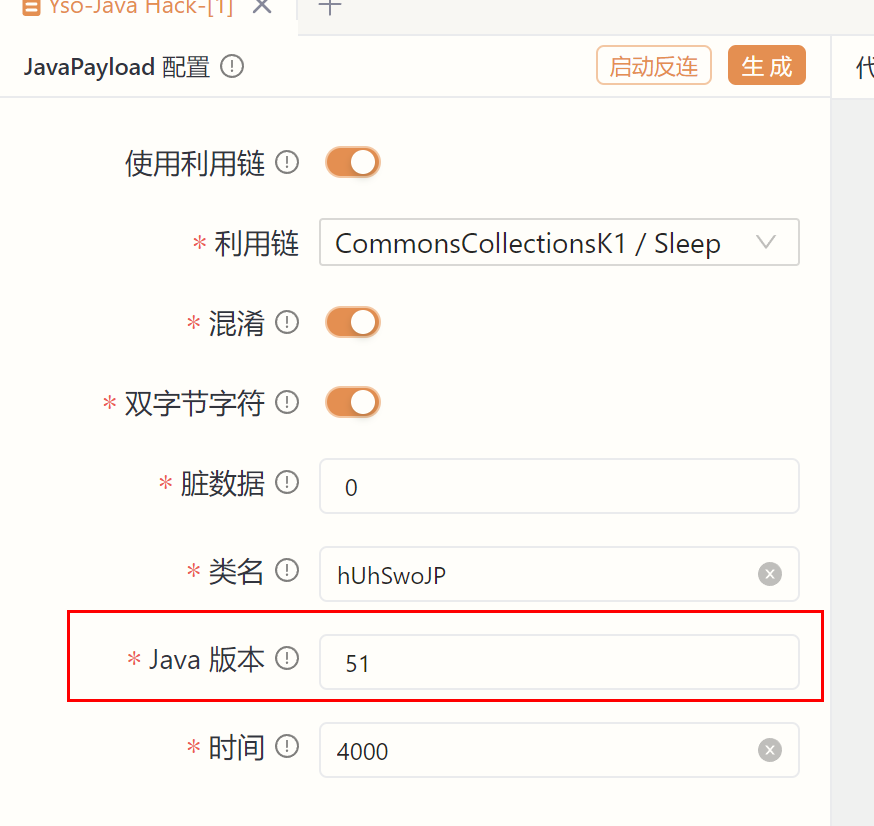 Yso-Java Hack-[1]
JavaPayload 配置
启动反连
生 成
使用利用链
* 利用链
CommonsCollectionsK1 / Sleep
* 混淆
* 双字节字符
* 脏数据
0
* 类名
hUhSwoJP
* Java 版本
51
* 时间
4000